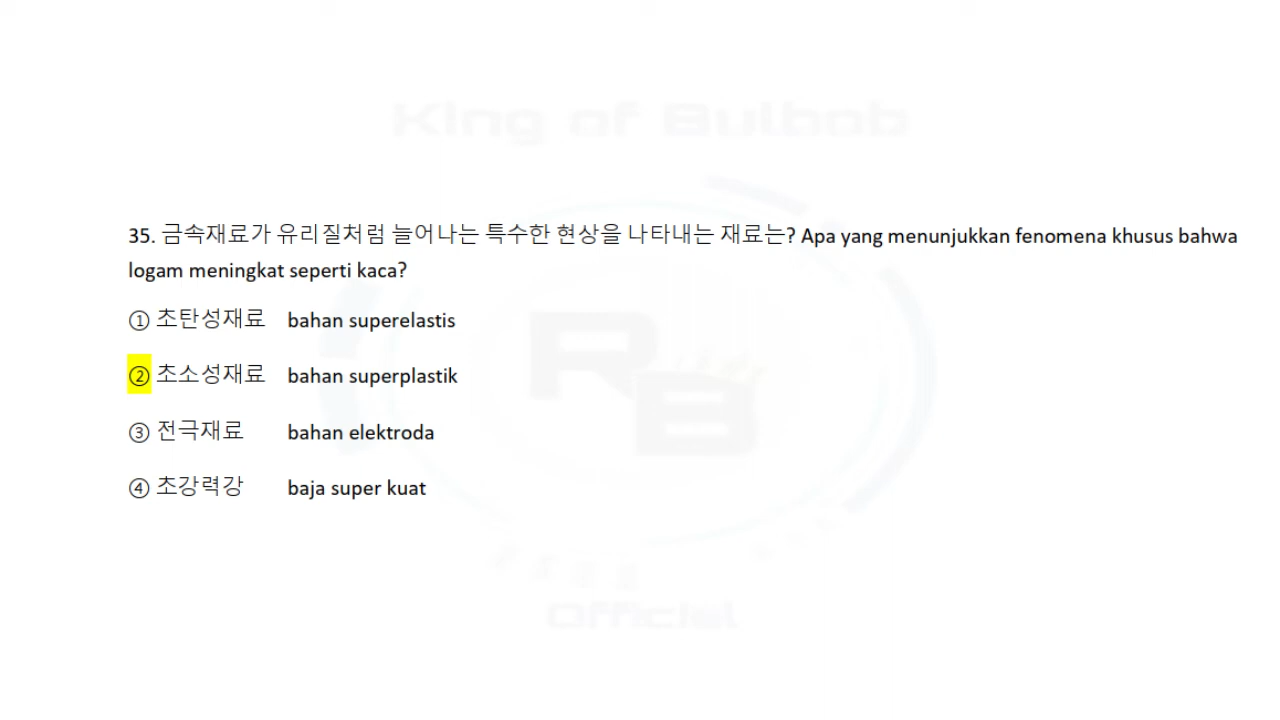 King of Bulbob
35. 금속재료가 유리질처럼 늘어나는 특수한 현상을 나타내는 재료는? Apa yang menunjukkan fenomena khusus bahwa
logam meningkat seperti kaca?
① 초탄성재료 bahan superelastis
② 초소성재료 bahan superplastik
③ 전극재료 bahan elektroda
④ 초강력강 baja super kuat
RB
Official